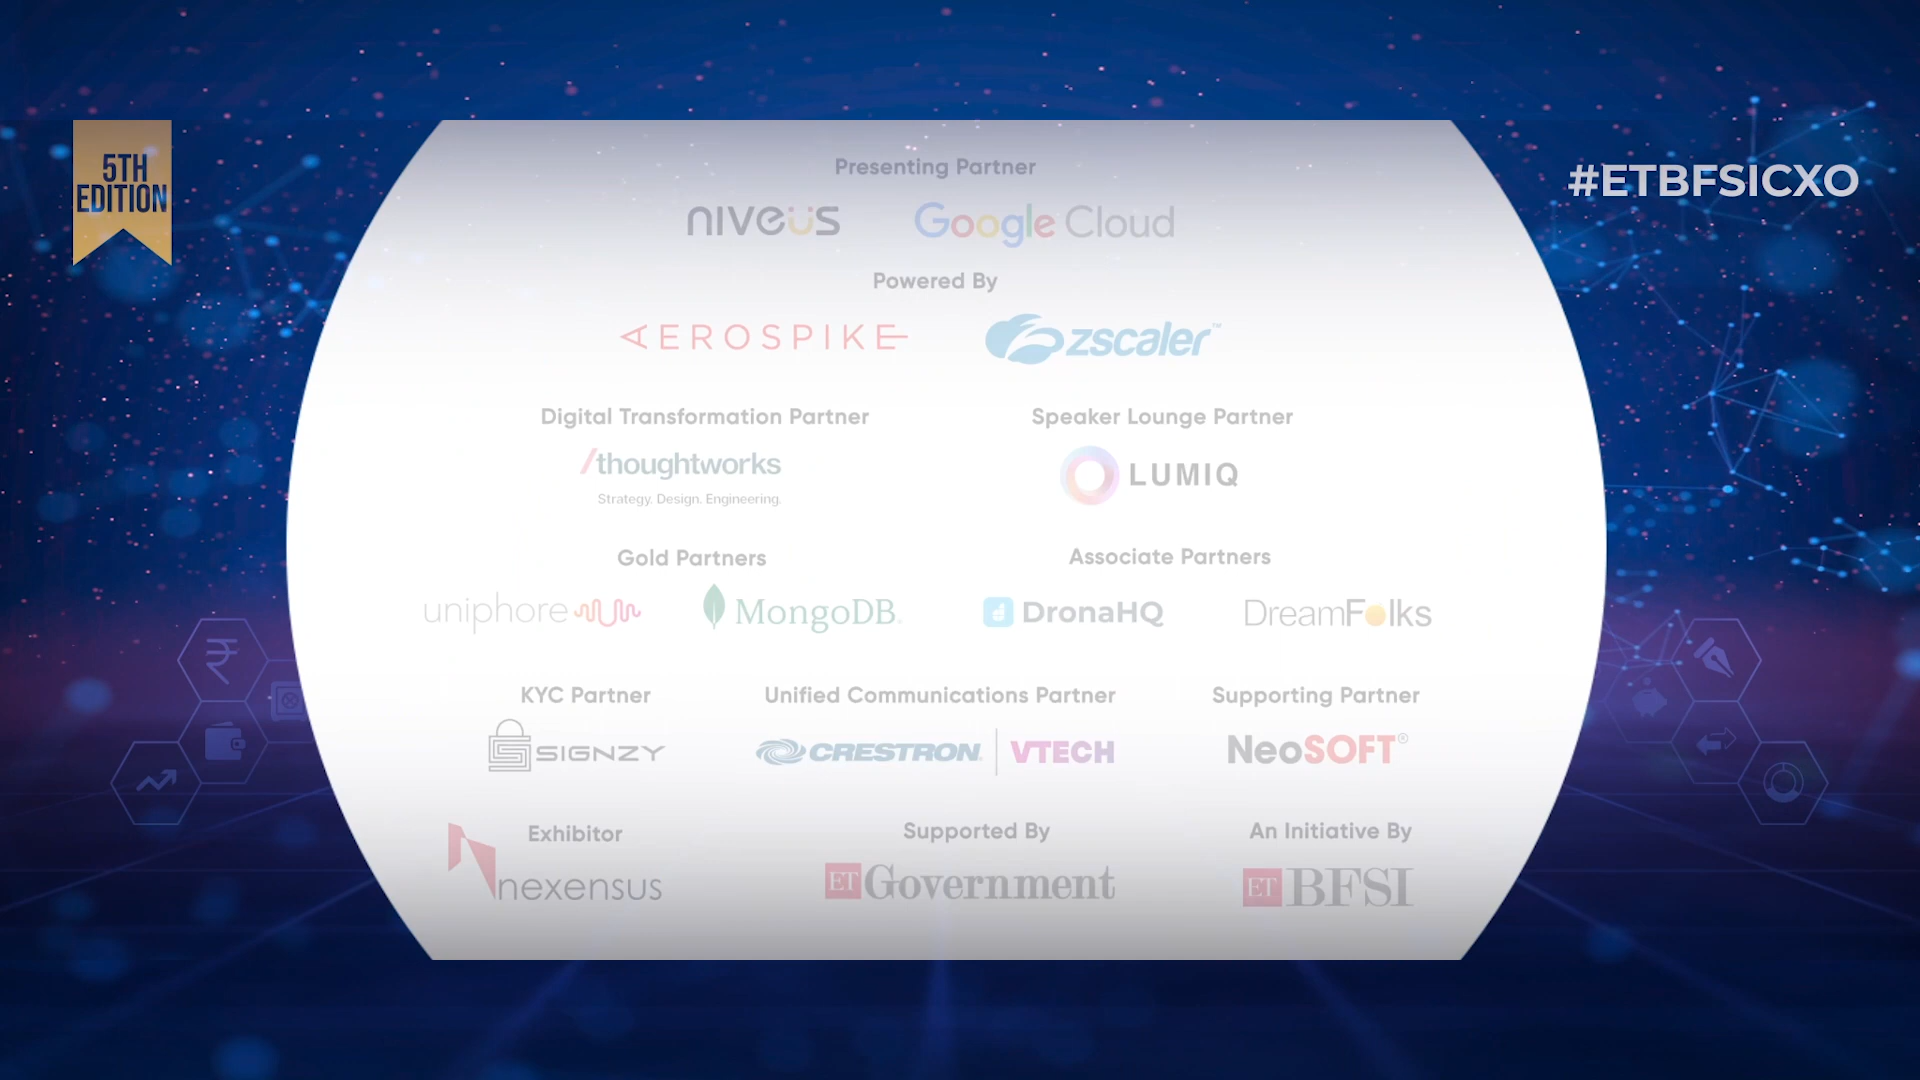 5TH
EDITION
#ETBFSICXO
Presenting Partner
niveus Google Cloud
Powered By
AEROSPIKE zscaler™
Digital Transformation Partner Speaker Lounge Partner
/thoughtworks LUMIQ
Strategy. Design. Engineering.
Gold Partners Associate Partners
uniphore MongoDB. DronaHQ DreamFolks
KYC Partner Unified Communications Partner Supporting Partner
SIGNZY CRESTRON. VTECH NeoSOFT®
Exhibitor Supported By An Initiative By
nexensus ET Government ET BFSI